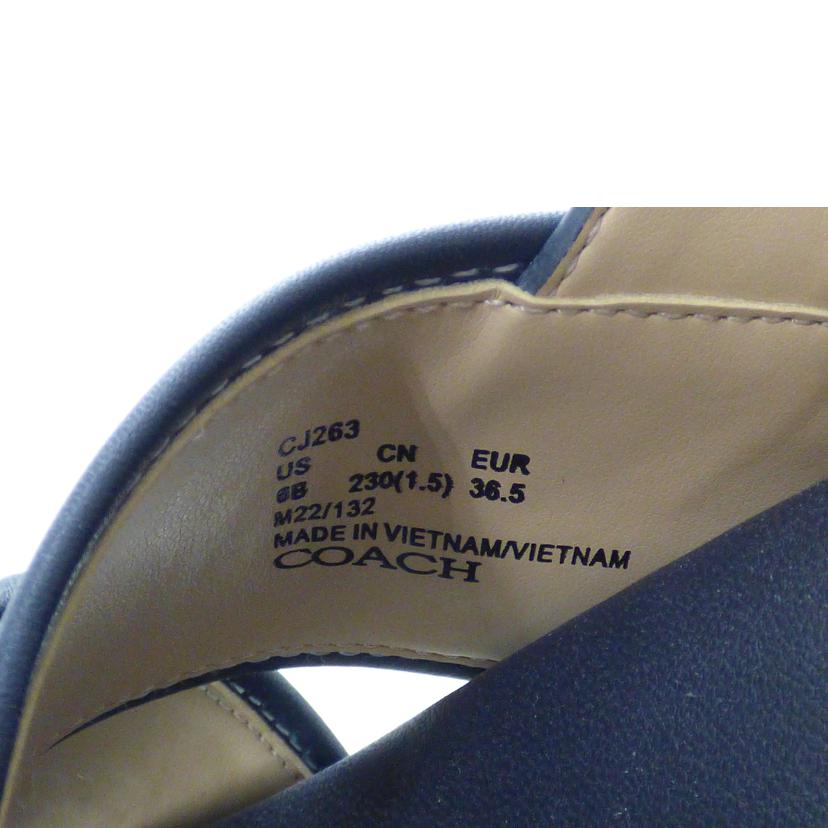 CJ263
US CN EUR
6B 230(1.5) 36.5
M22/132
MADE IN VIETNAM/VIETNAM
COACH